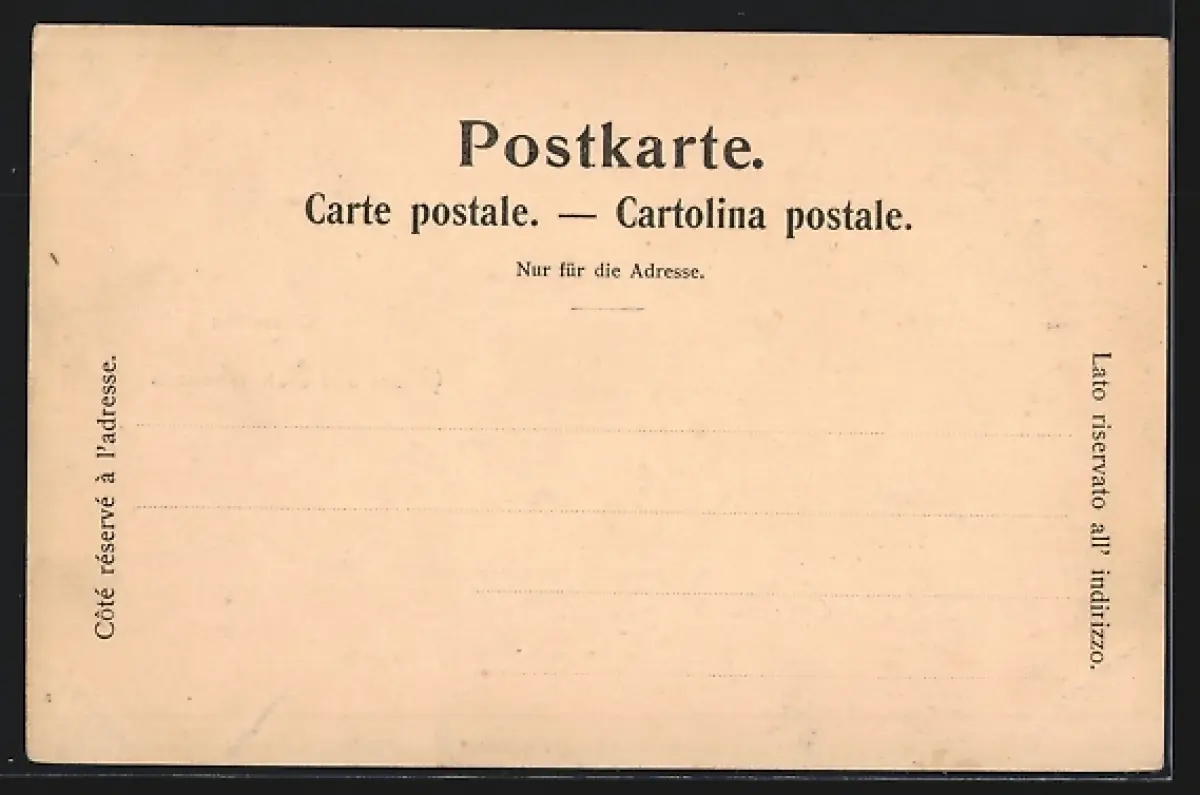 Postkarte.
Carte postale. — Cartolina postale.
Nur für die Adresse.
Côté réservé à l'adresse.
Lato riservato all' indirizzo.